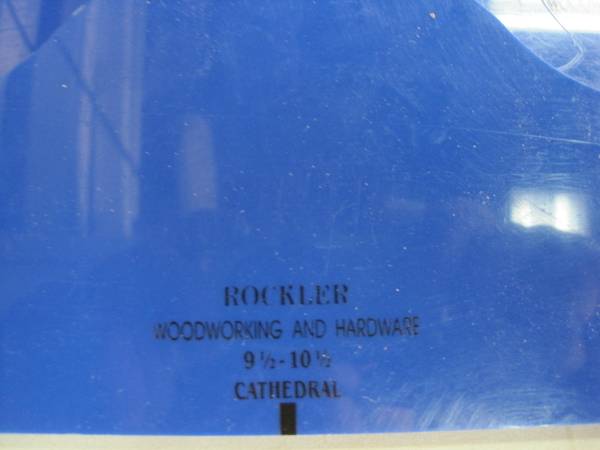 ROCKLER
WOODWORKING AND HARDWARE
9 ½ - 10 ½
CATHEDRAL